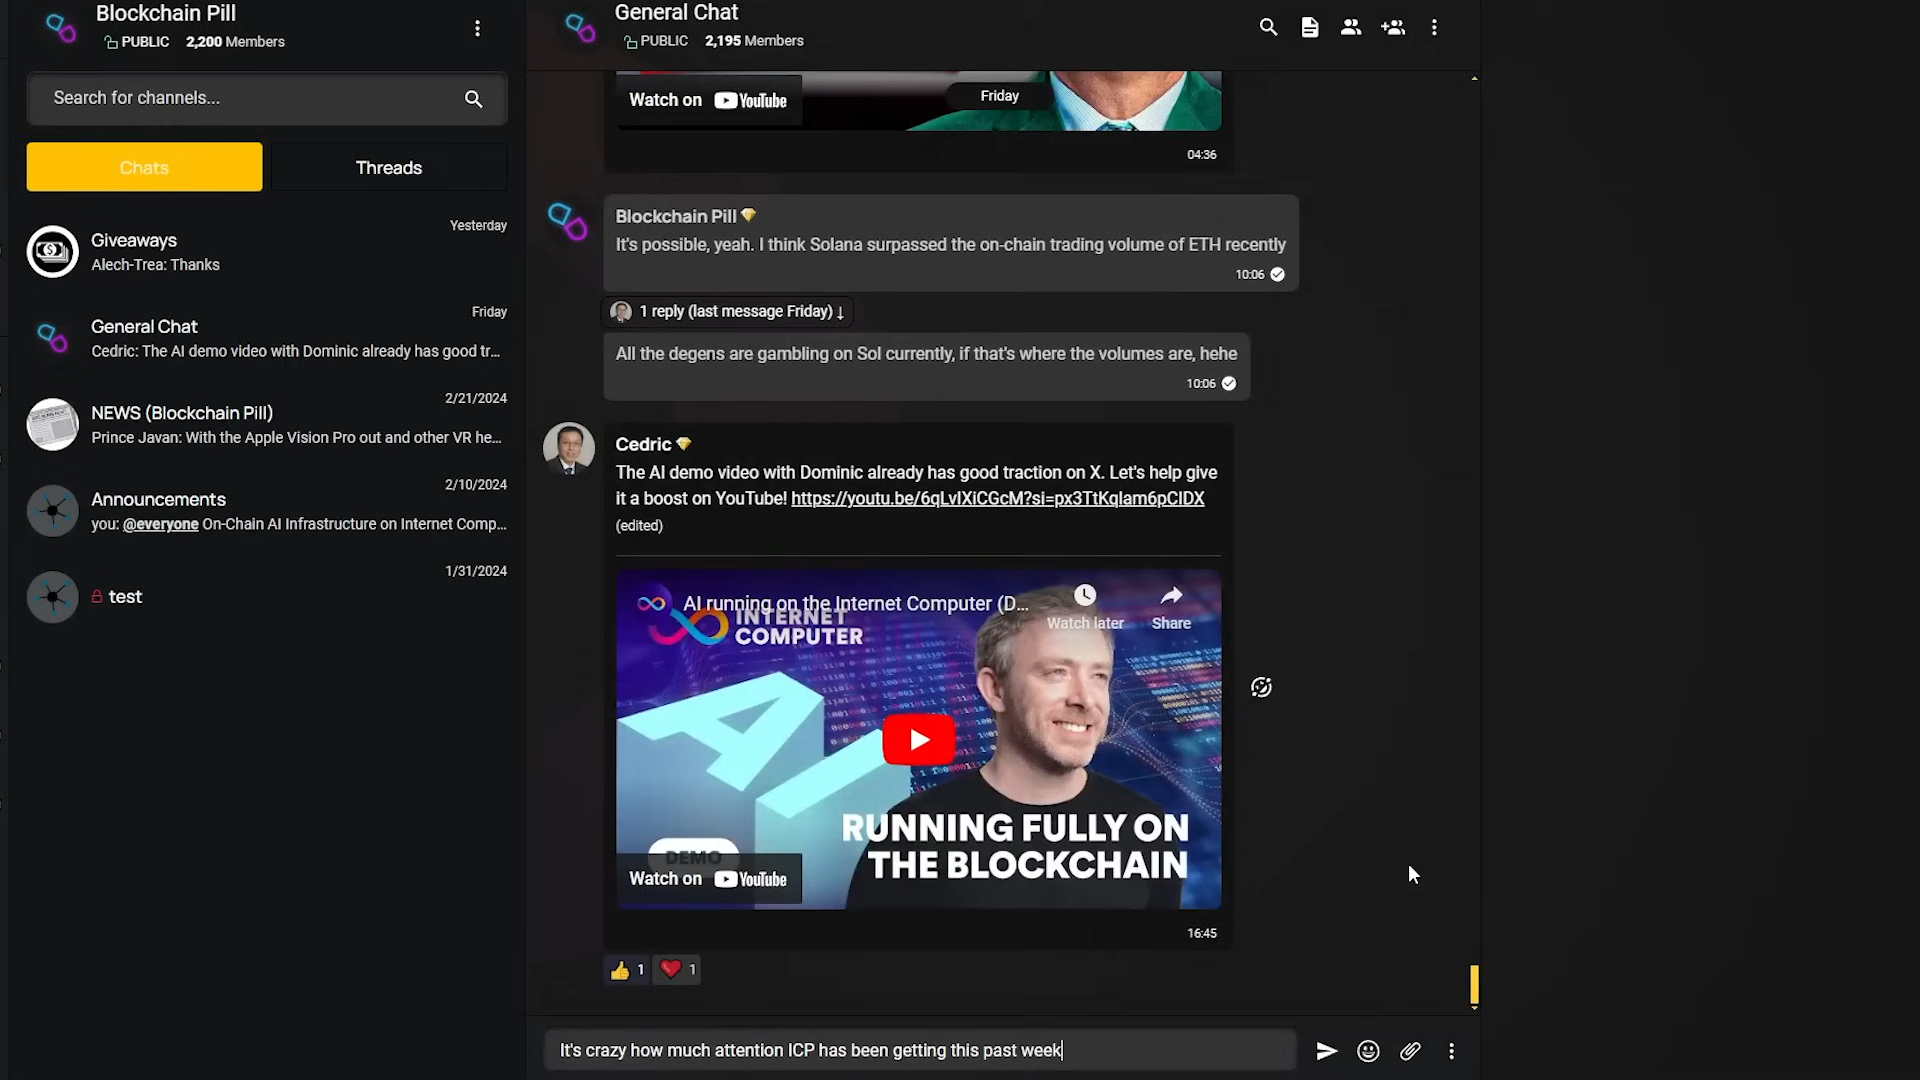 Blockchain Pill
PUBLIC 2,200 Members
Search for channels...
Chats
Threads
Yesterday
Giveaways
Alech-Trea: Thanks
Friday
General Chat
Cedric: The AI demo video with Dominic already has good tr...
2/21/2024
NEWS (Blockchain Pill)
Prince Javan: With the Apple Vision Pro out and other VR he...
2/10/2024
Announcements
you: @everyone On-Chain AI Infrastructure on Internet Comp...
1/31/2024
test
General Chat
PUBLIC 2,195 Members
Watch on YouTube
Friday
04:36
Blockchain Pill
It's possible, yeah. I think Solana surpassed the on-chain trading volume of ETH recently
10:06
1 reply (last message Friday) ↓
All the degens are gambling on Sol currently, if that's where the volumes are, hehe
10:06
Cedric
The AI demo video with Dominic already has good traction on X. Let's help give
it a boost on YouTube! https://youtu.be/6qLvIXiCGcM?si=px3TtKqlam6pCIDX
(edited)
AI running on the Internet Computer (D...
Watch later
Share
INTERNET
COMPUTER
AI
RUNNING FULLY ON
THE BLOCKCHAIN
DEMO
Watch on YouTube
16:45
1
1
It's crazy how much attention ICP has been getting this past week